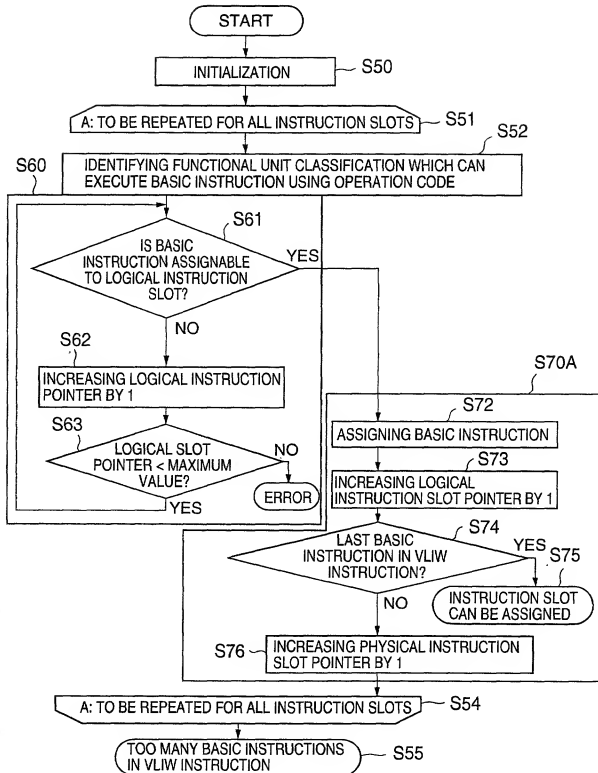 START
INITIALIZATION
S50
A: TO BE REPEATED FOR ALL INSTRUCTION SLOTS
S51
S52
S60
IDENTIFYING FUNCTIONAL UNIT CLASSIFICATION WHICH CAN
EXECUTE BASIC INSTRUCTION USING OPERATION CODE
S61
IS BASIC
INSTRUCTION ASSIGNABLE
TO LOGICAL INSTRUCTION
SLOT?
YES
NO
S62
INCREASING LOGICAL INSTRUCTION
POINTER BY 1
S63
LOGICAL SLOT
POINTER < MAXIMUM
VALUE?
NO
ERROR
YES
S70A
S72
ASSIGNING BASIC INSTRUCTION
S73
INCREASING LOGICAL
INSTRUCTION SLOT POINTER BY 1
S74
LAST BASIC
INSTRUCTION IN VLIW
INSTRUCTION?
YES
S75
INSTRUCTION SLOT
CAN BE ASSIGNED
NO
S76
INCREASING PHYSICAL INSTRUCTION
SLOT POINTER BY 1
A: TO BE REPEATED FOR ALL INSTRUCTION SLOTS
S54
TOO MANY BASIC INSTRUCTIONS
IN VLIW INSTRUCTION
S55